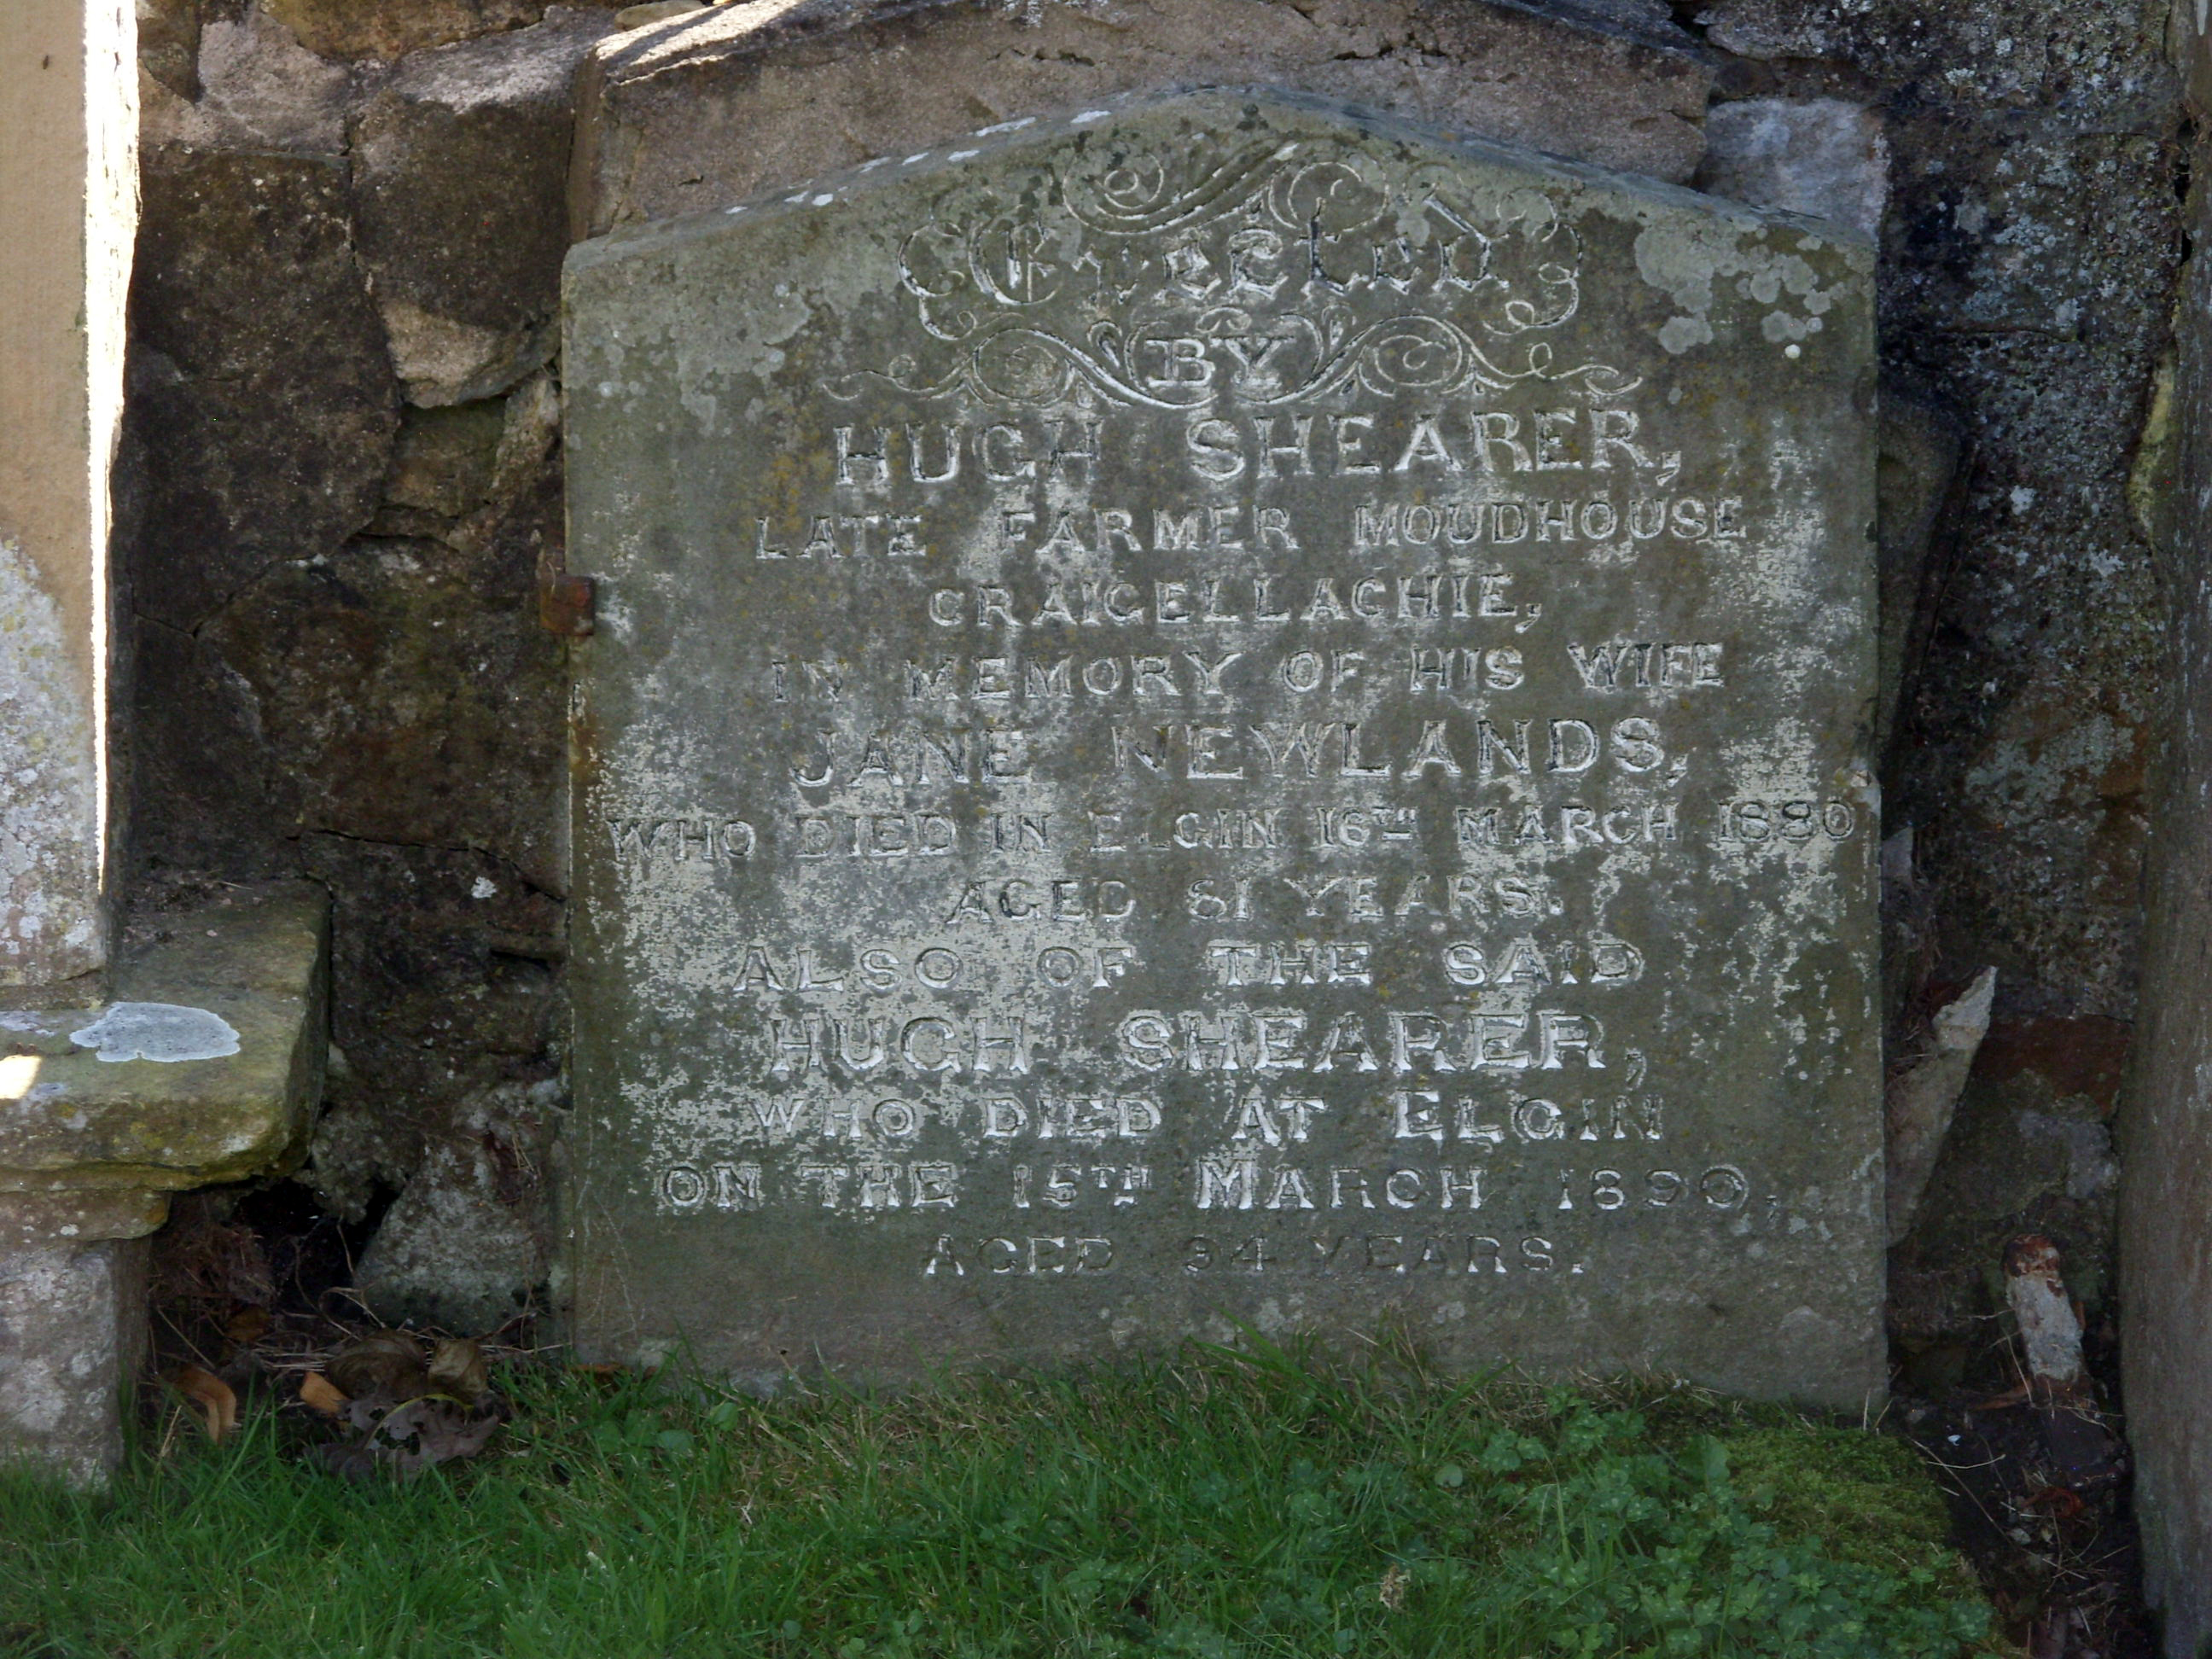 Erected
BY
HUGH SHEARER,
LATE FARMER MOUDHOUSE
CRAIGELLACHIE,
IN MEMORY OF HIS WIFE
JANE NEWLANDS,
WHO DIED IN ELGIN 16TH MARCH 1880
AGED 81 YEARS.
ALSO OF THE SAID
HUGH SHEARER,
WHO DIED AT ELGIN
ON THE 15TH MARCH 1890,
AGED 94 YEARS.